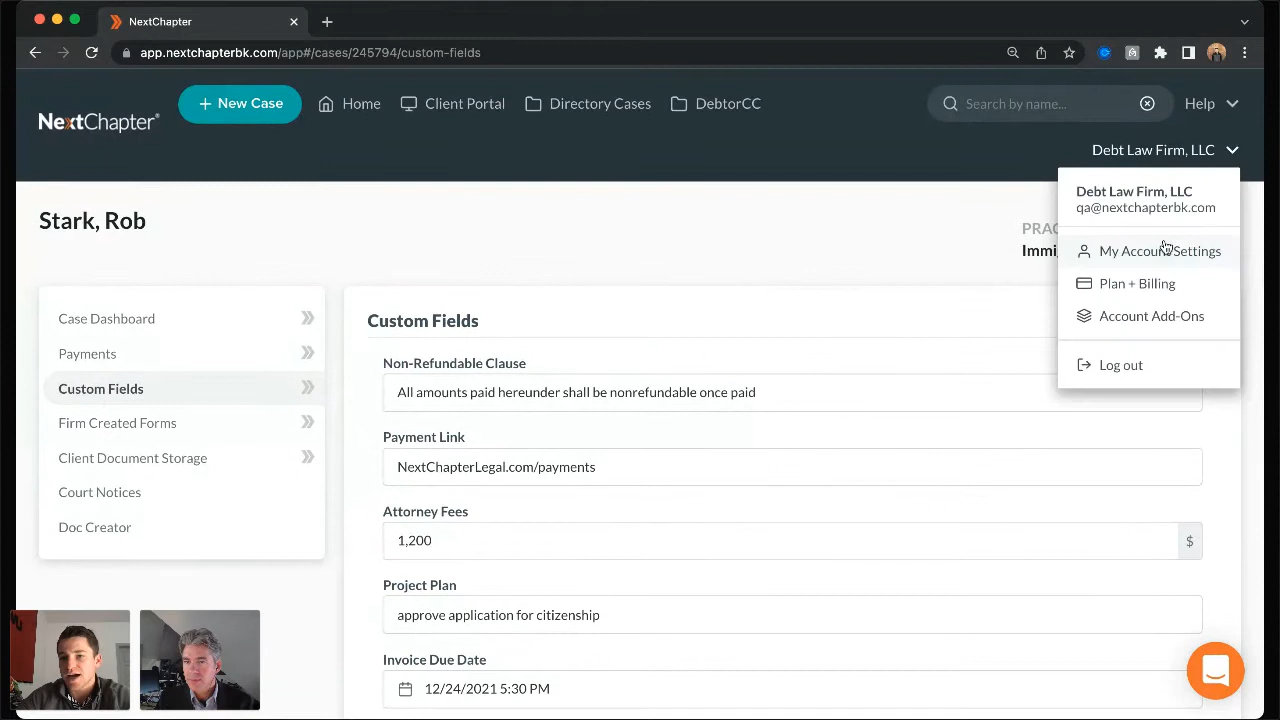 NextChapter
app.nextchapterbk.com/app#/cases/245794/custom-fields
NextChapter
+ New Case
Home
Client Portal
Directory Cases
DebtorCC
Search by name...
Help
Debt Law Firm, LLC
Debt Law Firm, LLC
qa@nextchapterbk.com
My Account Settings
Plan + Billing
Account Add-Ons
Log out
Stark, Rob
Case Dashboard
Payments
Custom Fields
Firm Created Forms
Client Document Storage
Court Notices
Doc Creator
Custom Fields
Non-Refundable Clause
All amounts paid hereunder shall be nonrefundable once paid
Payment Link
NextChapterLegal.com/payments
Attorney Fees
1,200 $
Project Plan
approve application for citizenship
Invoice Due Date
12/24/2021 5:30 PM